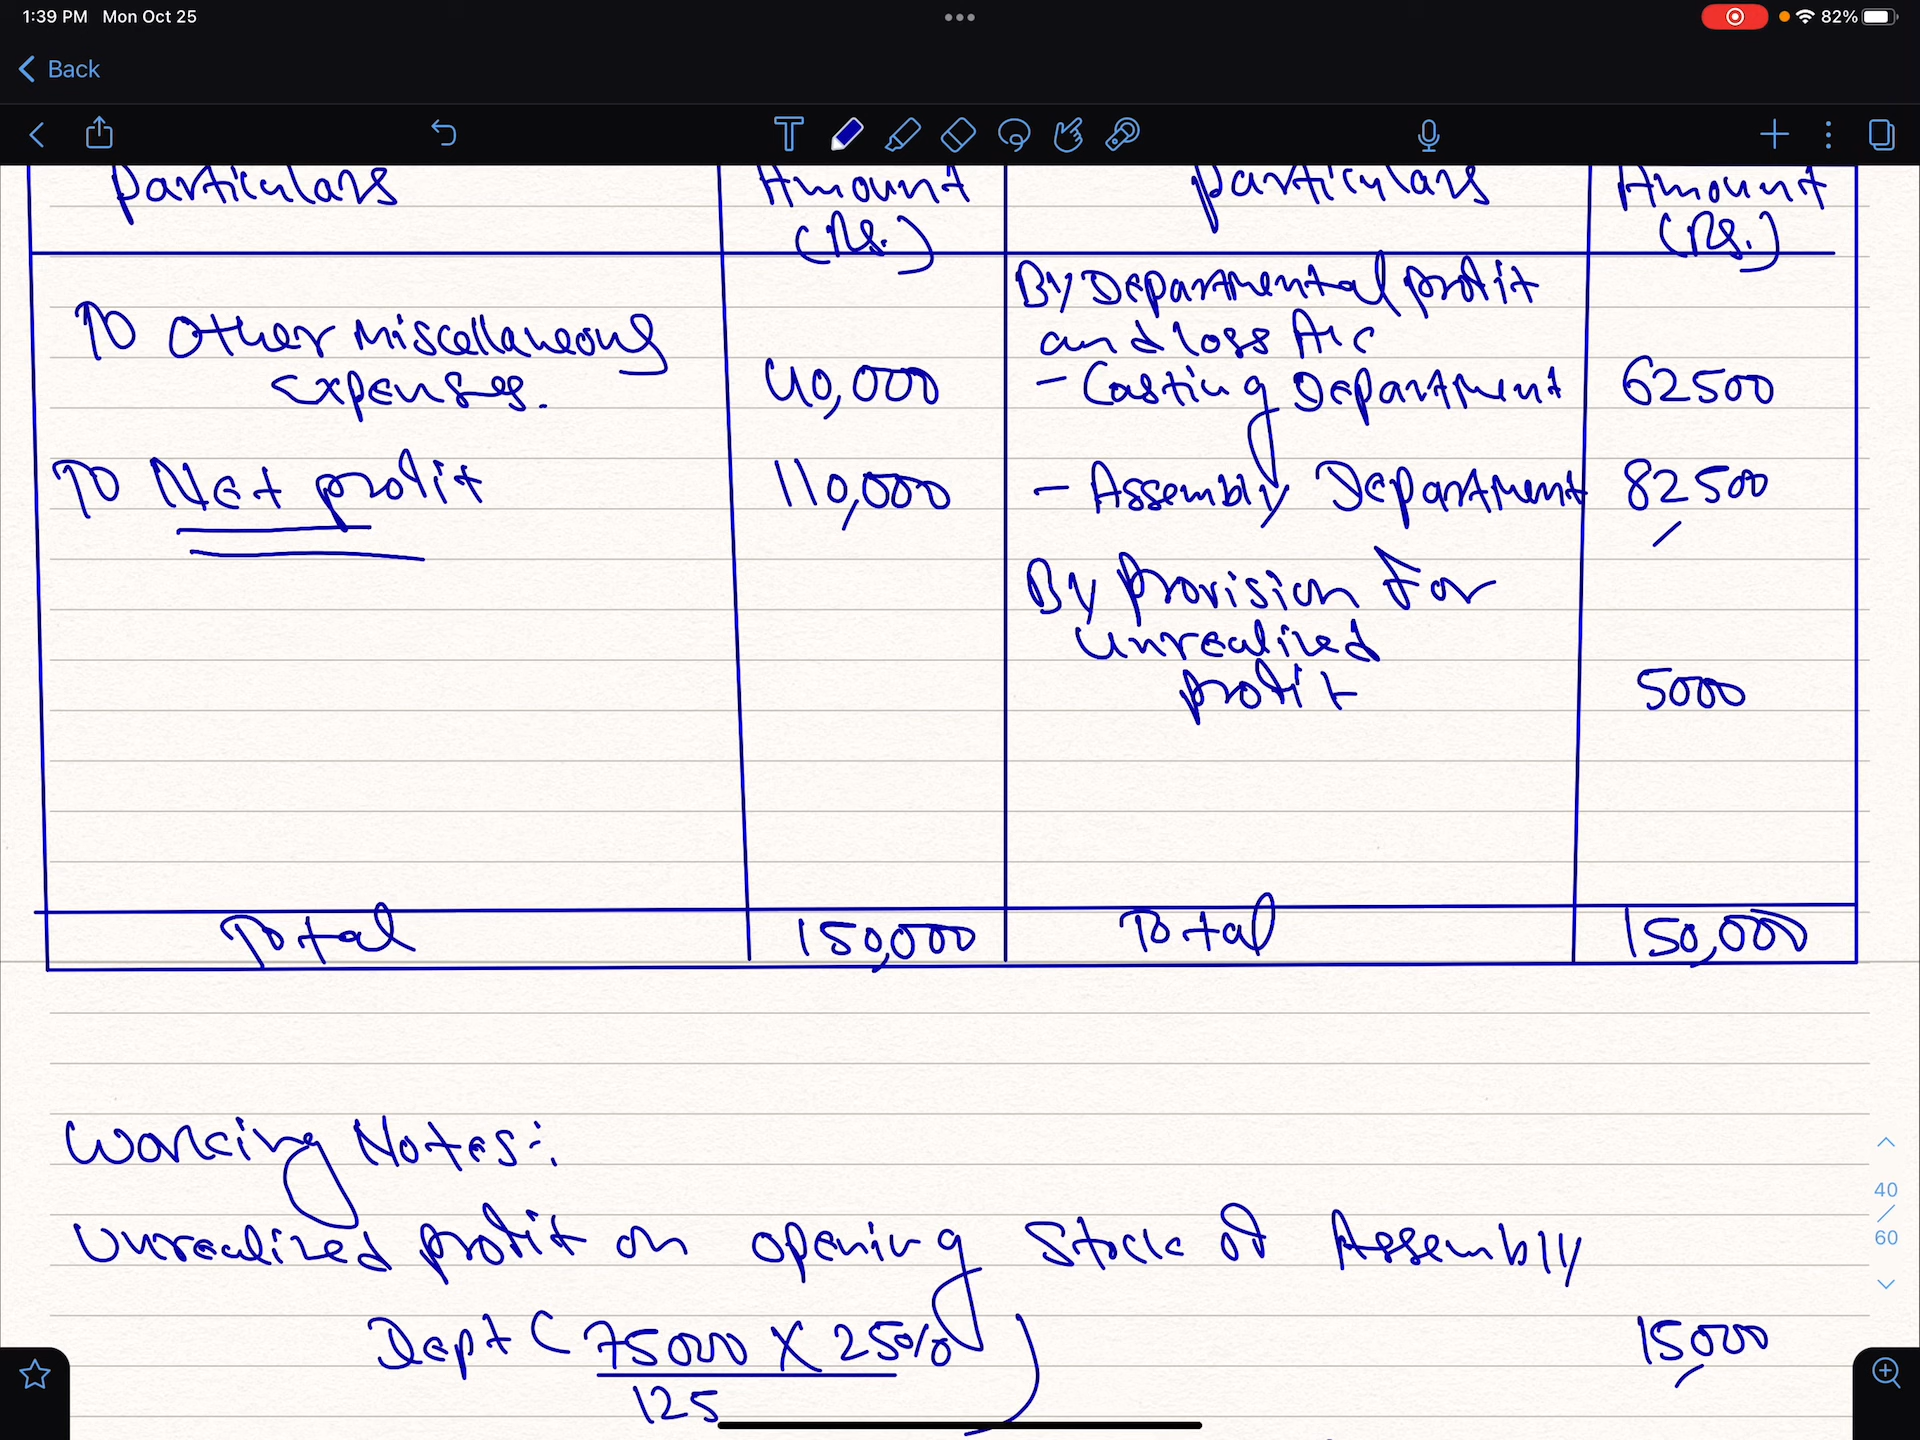 1:39 PM Mon Oct 25
82%
Back
Particulars Amount Particulars Amount
(Rs.) (Rs.)
By Departmental profit
and loss A/c
To Other Miscellaneous
expenses. 40,000 - Casting Department 62500
To Net profit 110,000 - Assembly Department 82500
By Provision for
unrealized
profit 5000
Total 150,000 Total 150,000
Working Notes:
Unrealized profit on opening Stock of Assembly
Dept ( 75000 X 25% ) 15,000
125
40
/
60